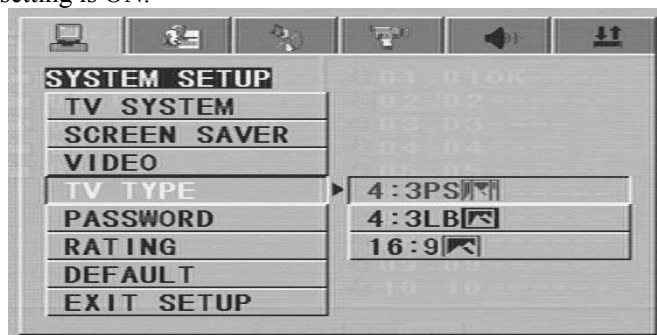 setting is ON.
SYSTEM SETUP
TV SYSTEM
SCREEN SAVER
VIDEO
TV TYPE
PASSWORD
RATING
DEFAULT
EXIT SETUP
4:3PS
4:3LB
16:9